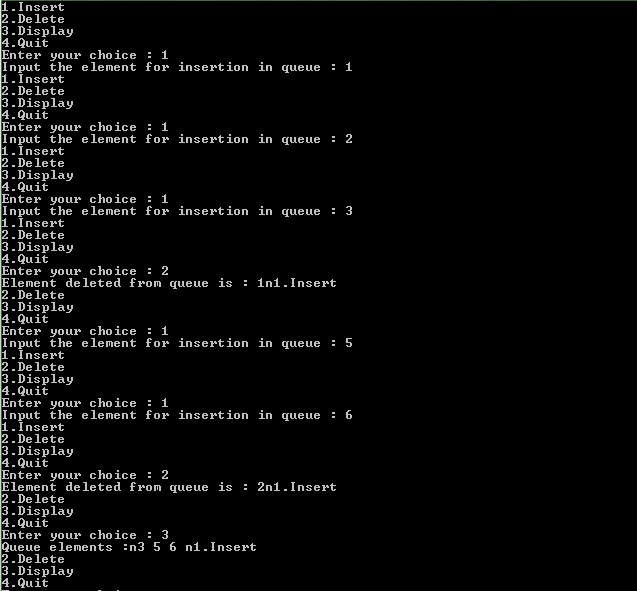 1.Insert
2.Delete
3.Display
4.Quit
Enter your choice : 1
Input the element for insertion in queue : 1
1.Insert
2.Delete
3.Display
4.Quit
Enter your choice : 1
Input the element for insertion in queue : 2
1.Insert
2.Delete
3.Display
4.Quit
Enter your choice : 1
Input the element for insertion in queue : 3
1.Insert
2.Delete
3.Display
4.Quit
Enter your choice : 2
Element deleted from queue is : 1n1.Insert
2.Delete
3.Display
4.Quit
Enter your choice : 1
Input the element for insertion in queue : 5
1.Insert
2.Delete
3.Display
4.Quit
Enter your choice : 1
Input the element for insertion in queue : 6
1.Insert
2.Delete
3.Display
4.Quit
Enter your choice : 2
Element deleted from queue is : 2n1.Insert
2.Delete
3.Display
4.Quit
Enter your choice : 3
Queue elements :n3 5 6 n1.Insert
2.Delete
3.Display
4.Quit